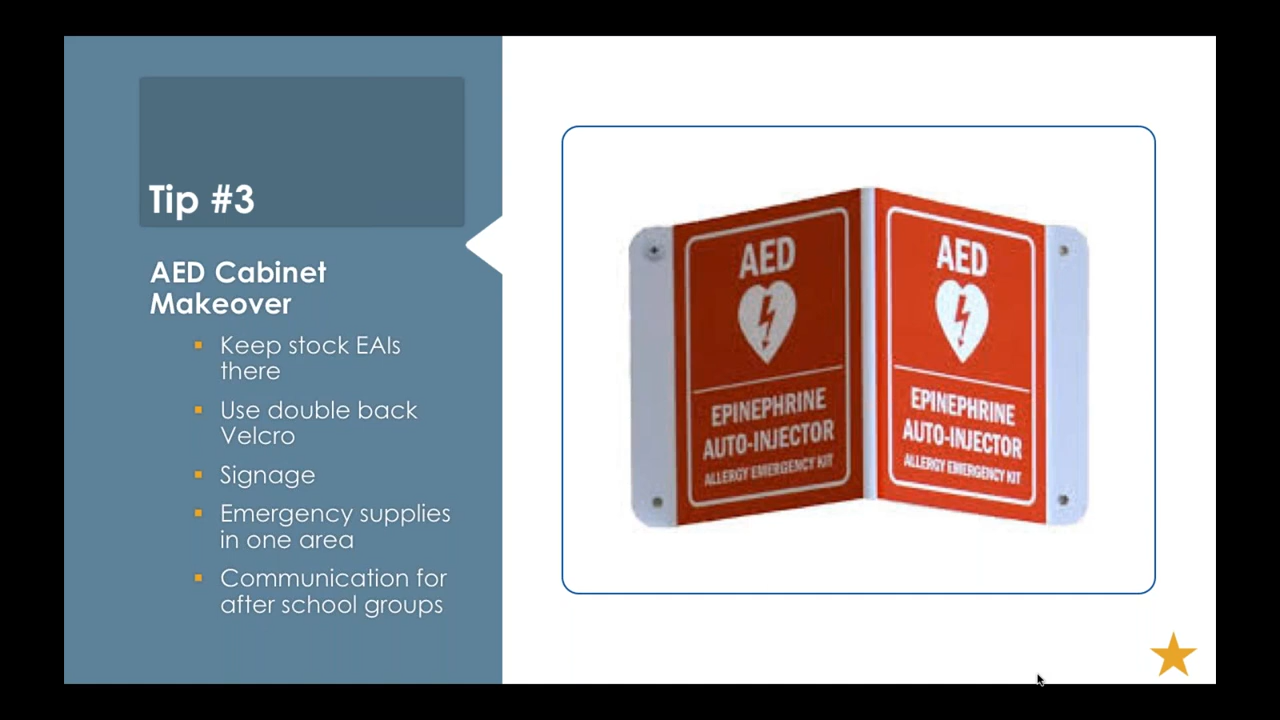 Tip #3
AED Cabinet
Makeover
▪ Keep stock EAIs
there
▪ Use double back
Velcro
▪ Signage
▪ Emergency supplies
in one area
▪ Communication for
after school groups
AED
EPINEPHRINE
AUTO-INJECTOR
ALLERGY EMERGENCY KIT
AED
EPINEPHRINE
AUTO-INJECTOR
ALLERGY EMERGENCY KIT